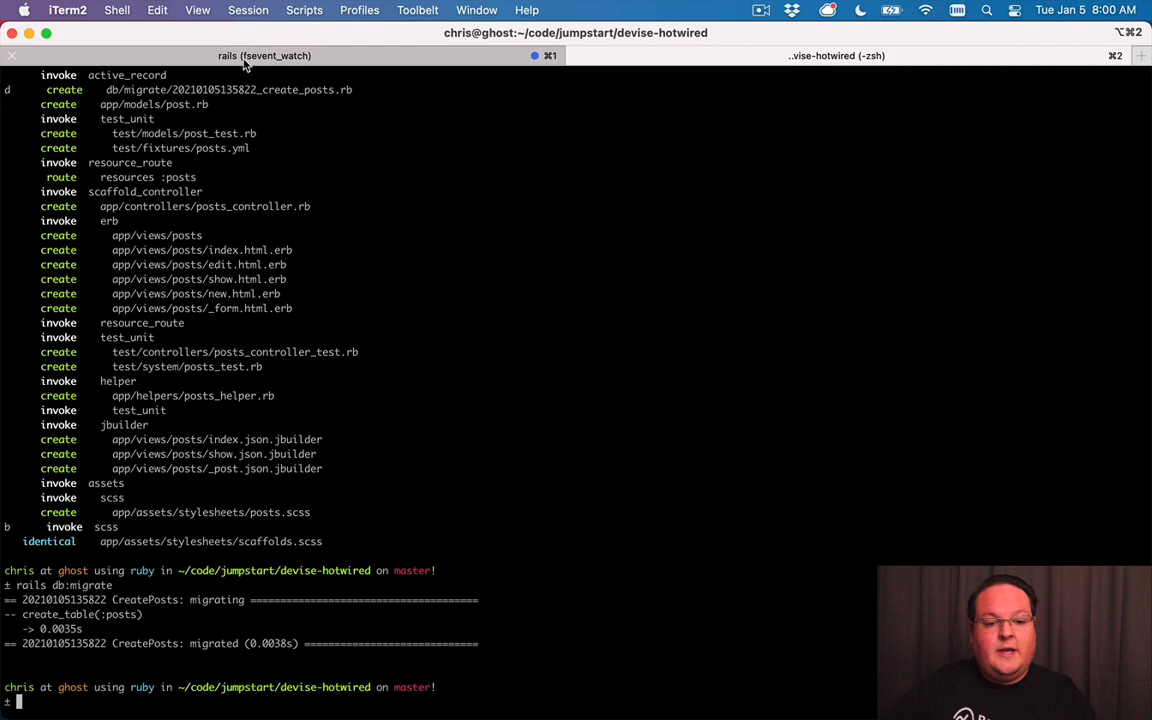 iTerm2 Shell Edit View Session Scripts Profiles Toolbelt Window Help Tue Jan 5 8:00 AM
chris@ghost:~/code/jumpstart/devise-hotwired ⌥⌘2
rails (fsevent_watch) ⌘1 ..vise-hotwired (-zsh) ⌘2
invoke active_record
d create db/migrate/20210105135822_create_posts.rb
create app/models/post.rb
invoke test_unit
create test/models/post_test.rb
create test/fixtures/posts.yml
invoke resource_route
route resources :posts
invoke scaffold_controller
create app/controllers/posts_controller.rb
invoke erb
create app/views/posts
create app/views/posts/index.html.erb
create app/views/posts/edit.html.erb
create app/views/posts/show.html.erb
create app/views/posts/new.html.erb
create app/views/posts/_form.html.erb
invoke resource_route
invoke test_unit
create test/controllers/posts_controller_test.rb
create test/system/posts_test.rb
invoke helper
create app/helpers/posts_helper.rb
invoke test_unit
invoke jbuilder
create app/views/posts/index.json.jbuilder
create app/views/posts/show.json.jbuilder
create app/views/posts/_post.json.jbuilder
invoke assets
invoke scss
create app/assets/stylesheets/posts.scss
b invoke scss
identical app/assets/stylesheets/scaffolds.scss
chris at ghost using ruby in ~/code/jumpstart/devise-hotwired on master!
± rails db:migrate
== 20210105135822 CreatePosts: migrating ======================================
-- create_table(:posts)
-> 0.0035s
== 20210105135822 CreatePosts: migrated (0.0038s) =============================
chris at ghost using ruby in ~/code/jumpstart/devise-hotwired on master!
±